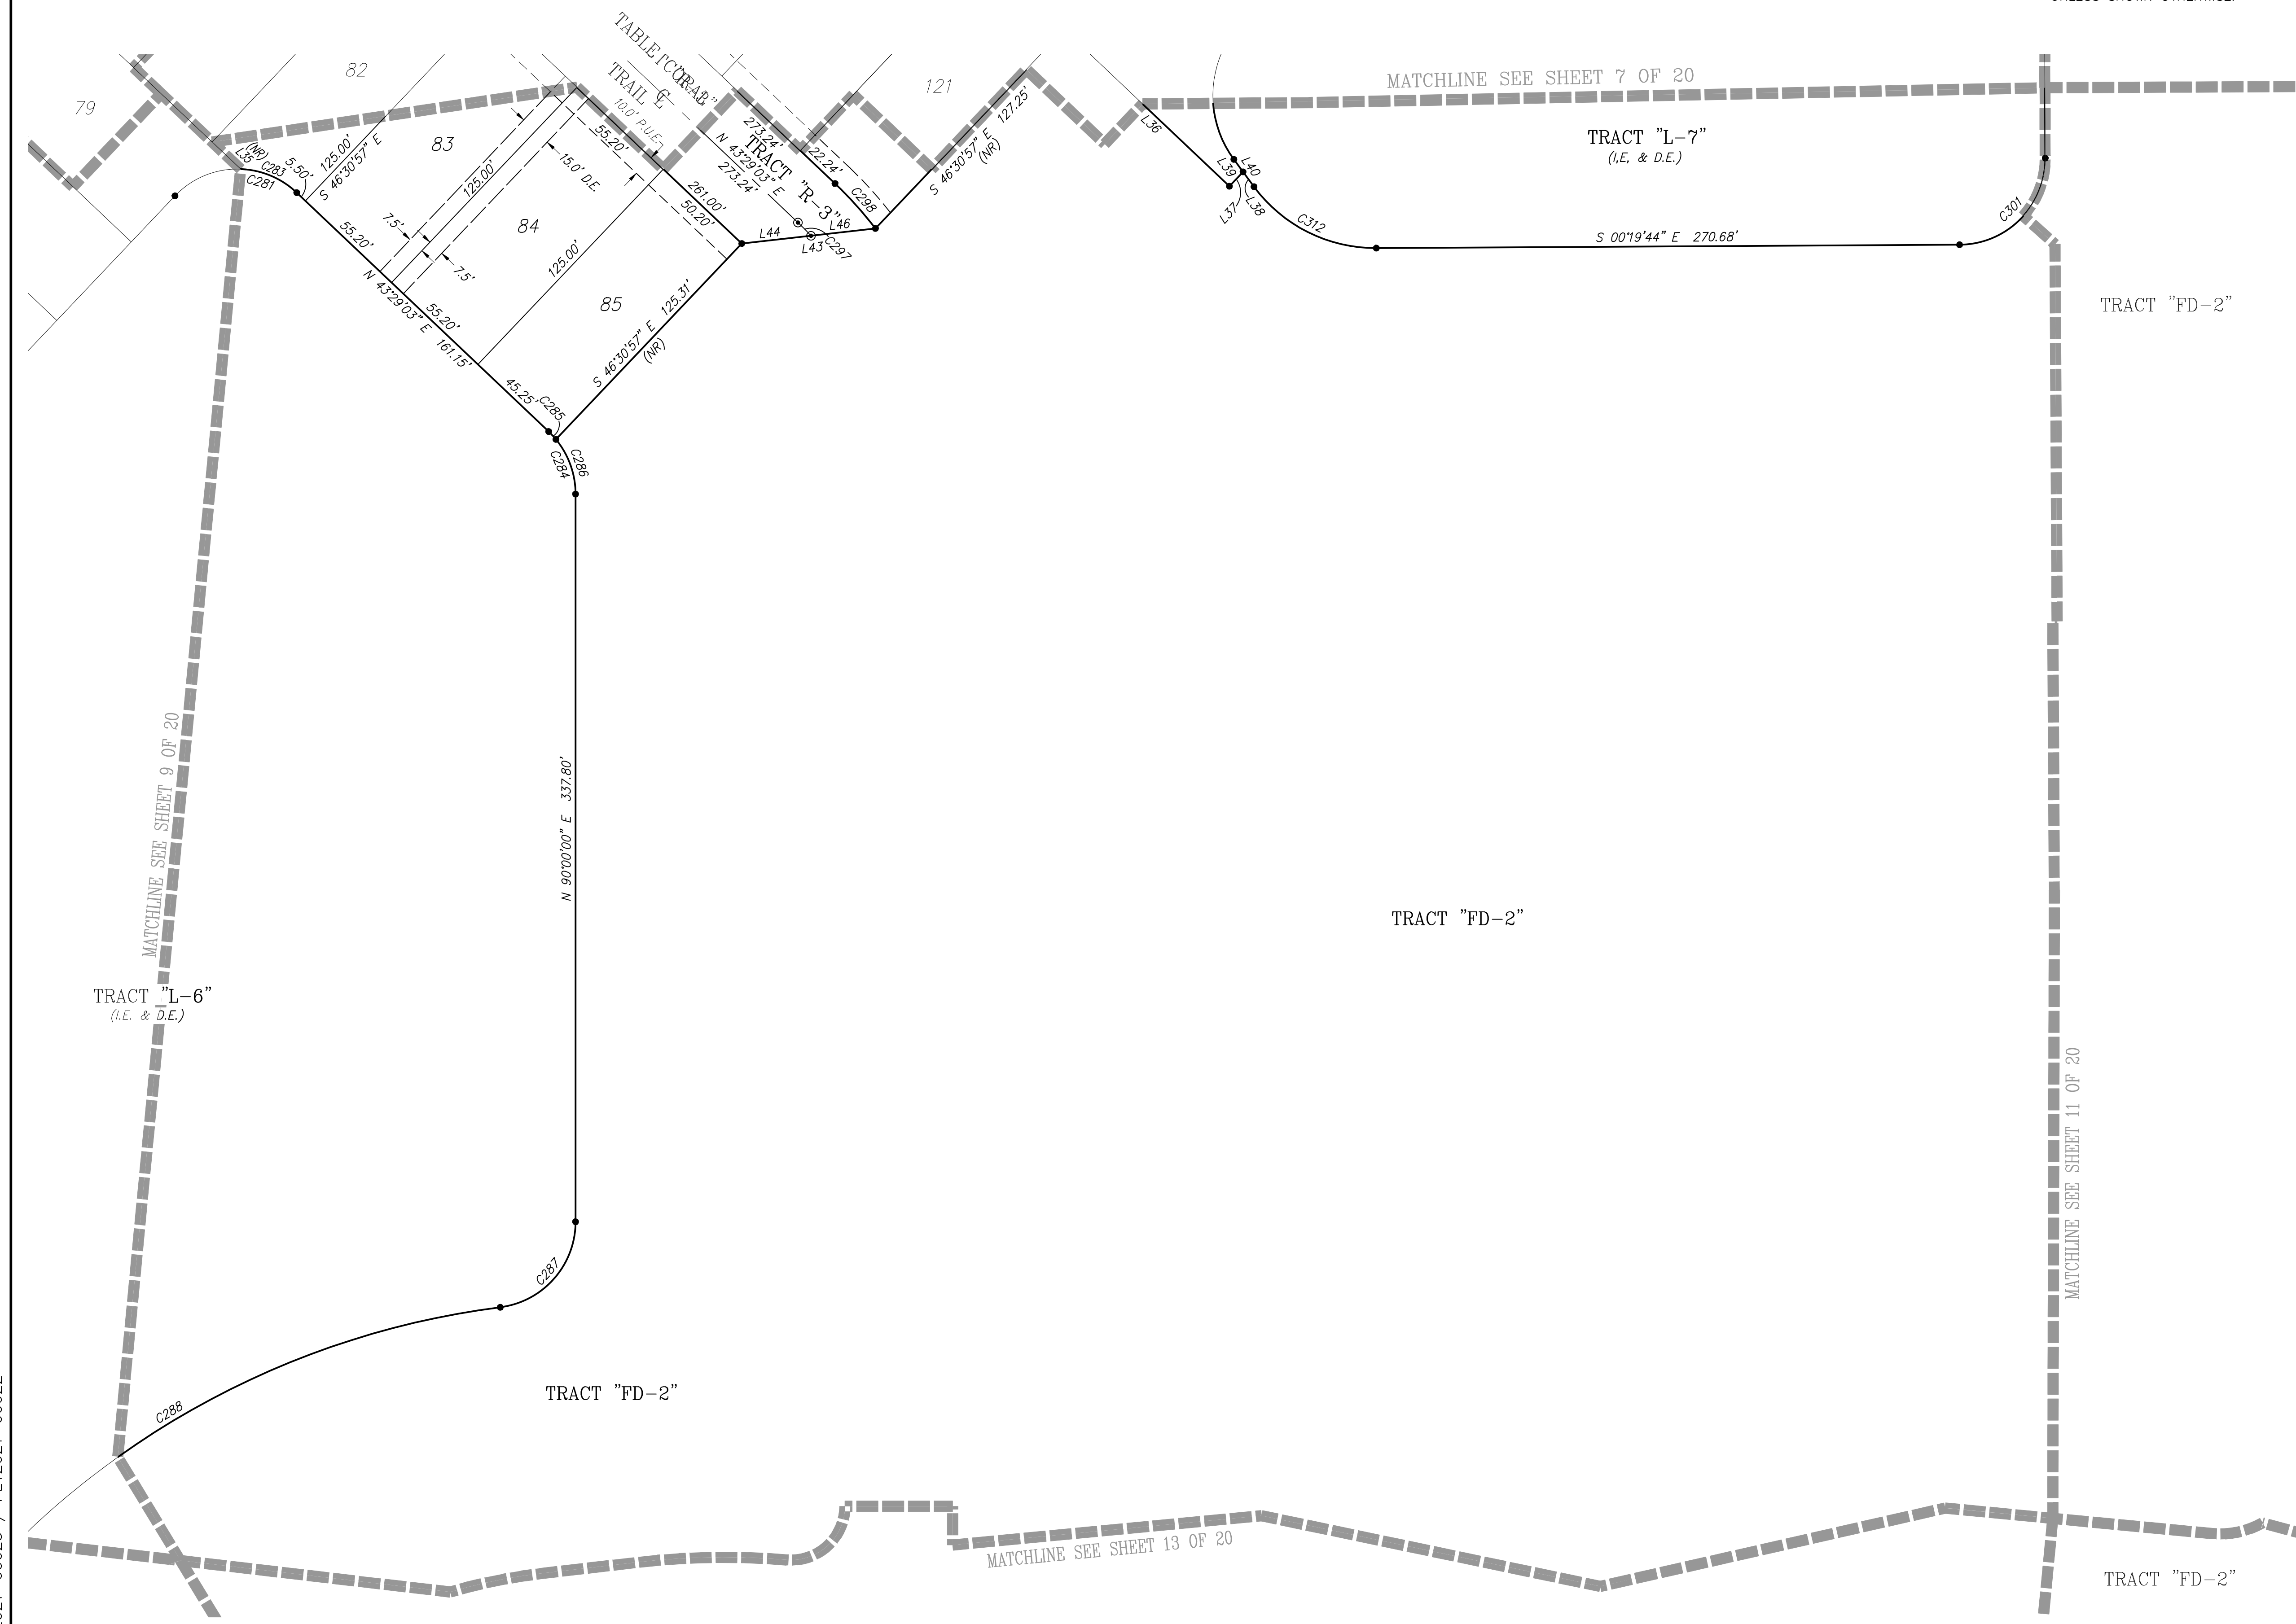 TABLETOP
TRAIL
CORRAL"
TRAIL ℄
10.0' P.U.E.
82
79
83
121
MATCHLINE SEE SHEET 7 OF 20
TRACT "L-7"
(I,E, & D.E.)
L35
(NR)
C283
C281
5.50'
125.00'
S 46°30'57" E
125.00'
55.20'
15.0' D.E.
7.5'
7.5'
84
55.20'
N 43°29'03" E 161.15'
55.20'
125.00'
85
45.25'
C285
S 46°30'57" E 125.31'
(NR)
261.00'
50.20'
273.24'
TRACT "R-3"
N 43°29'03" E
273.24'
22.24'
C298
L44
L43
L46
C297
S 46°30'57" E 127.25'
(NR)
L36
L39
L40
L37
L38
C312
S 00°19'44" E 270.68'
C301
TRACT "FD-2"
C284
C286
N 90°00'00" E 337.80'
MATCHLINE SEE SHEET 9 OF 20
TRACT "FD-2"
TRACT "L-6"
(I.E. & D.E.)
MATCHLINE SEE SHEET 11 OF 20
C287
C288
TRACT "FD-2"
MATCHLINE SEE SHEET 13 OF 20
TRACT "FD-2"